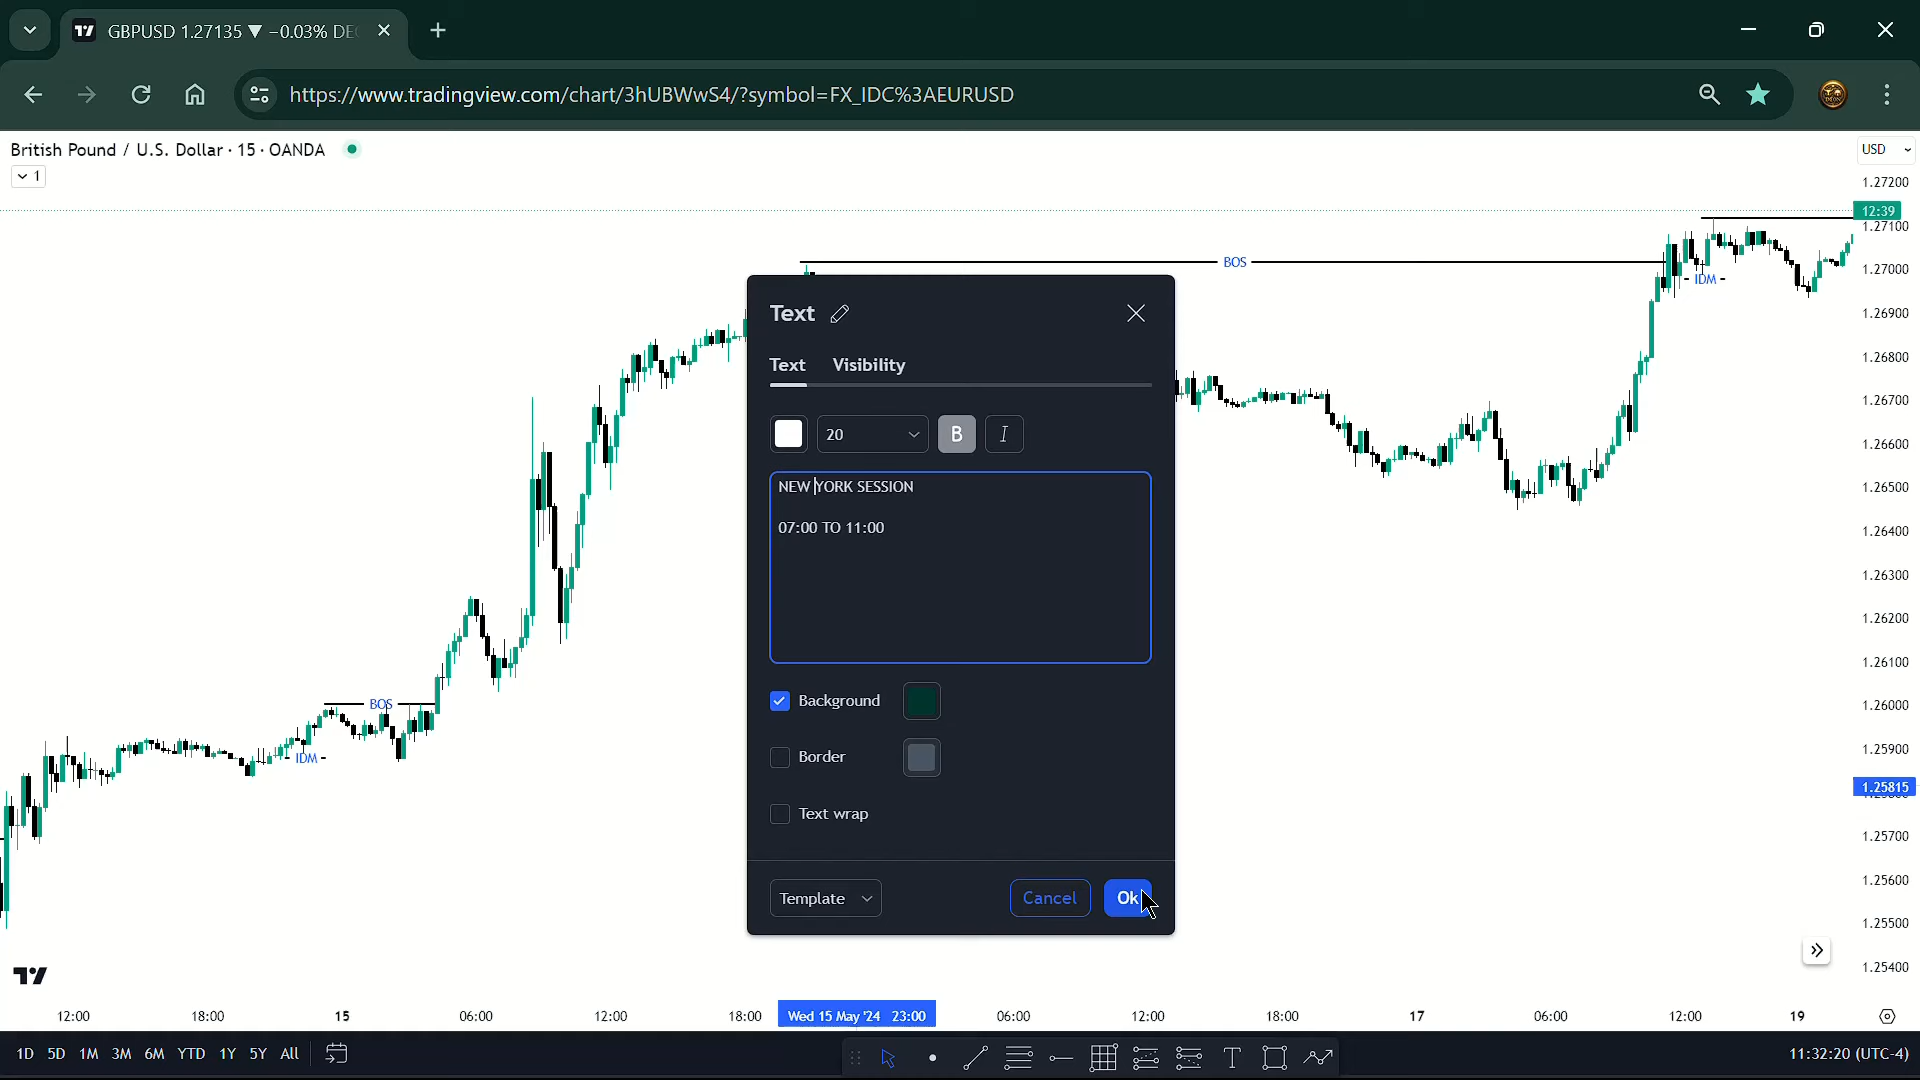 GBPUSD 1.27135 ▼ −0.03% DE
https://www.tradingview.com/chart/3hUBWwS4/?symbol=FX_IDC%3AEURUSD
British Pound / U.S. Dollar · 15 · OANDA
USD
1
1.27200
12:39
1.27100
BOS
1.27000
IDM
Text
1.26900
Text Visibility
1.26800
1.26700
20 B I
1.26600
NEW YORK SESSION
1.26500
07:00 TO 11:00
1.26400
1.26300
1.26200
1.26100
BOS
Background
1.26000
IDM
Border
1.25900
1.25815
Text wrap
1.25700
Template Cancel Ok
1.25600
1.25500
1.25400
12:00 18:00 15 06:00 12:00 18:00 Wed 15 May '24 23:00 06:00 12:00 18:00 17 06:00 12:00 19
1D 5D 1M 3M 6M YTD 1Y 5Y All
11:32:20 (UTC-4)